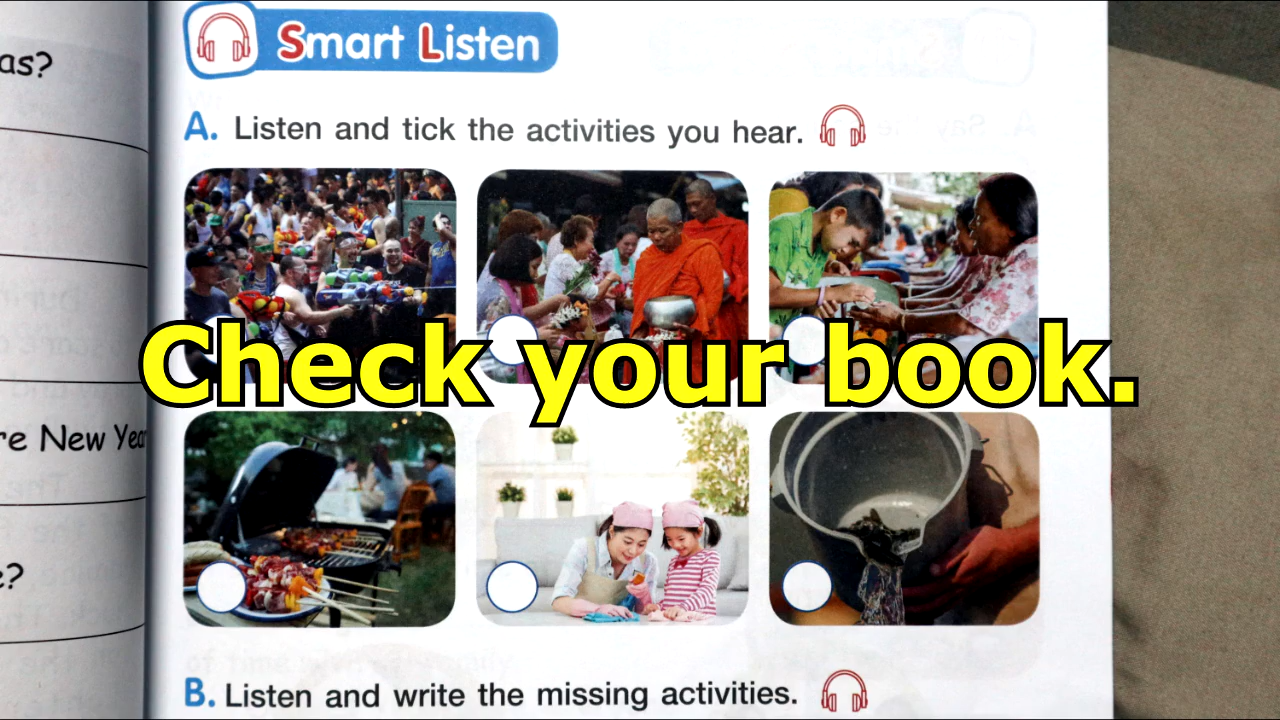 as?
Smart Listen
A. Listen and tick the activities you hear.
Check your book.
re New Year
e?
B. Listen and write the missing activities.